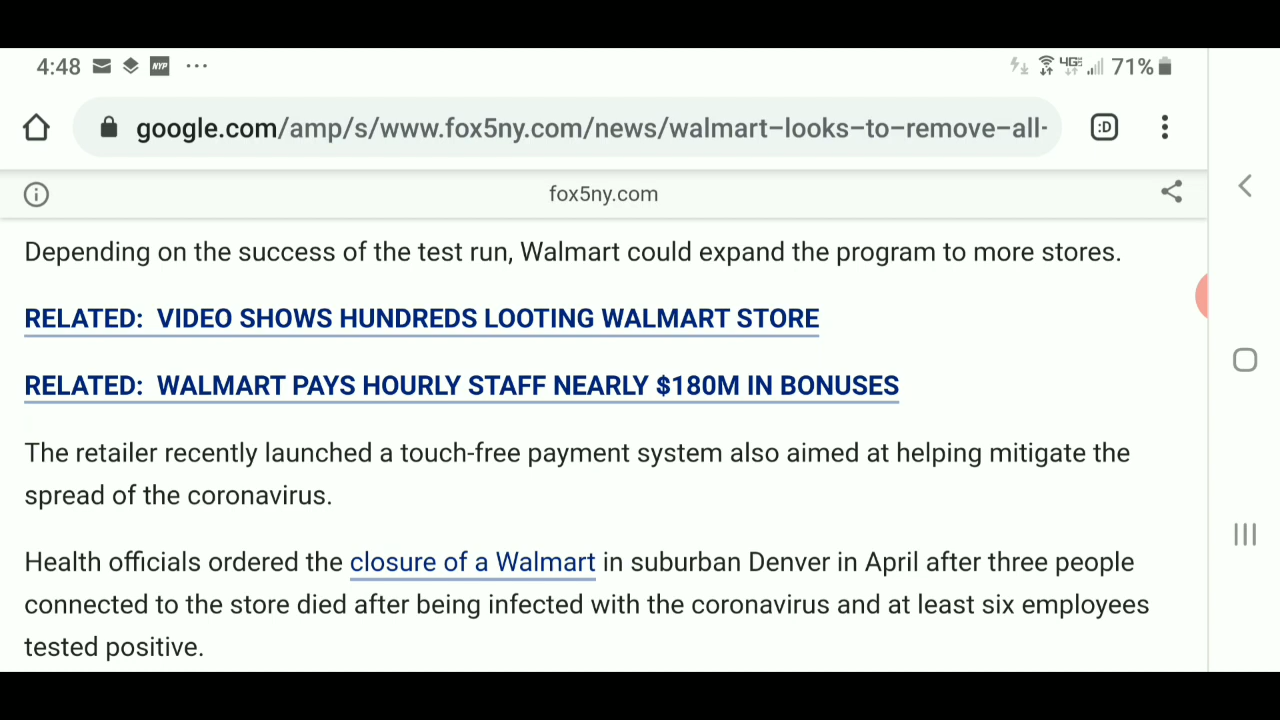 4:48 NYP ... 4GE 71%
google.com/amp/s/www.fox5ny.com/news/walmart-looks-to-remove-all-
:D
fox5ny.com
Depending on the success of the test run, Walmart could expand the program to more stores.
RELATED: VIDEO SHOWS HUNDREDS LOOTING WALMART STORE
RELATED: WALMART PAYS HOURLY STAFF NEARLY $180M IN BONUSES
The retailer recently launched a touch-free payment system also aimed at helping mitigate the
spread of the coronavirus.
Health officials ordered the closure of a Walmart in suburban Denver in April after three people
connected to the store died after being infected with the coronavirus and at least six employees
tested positive.